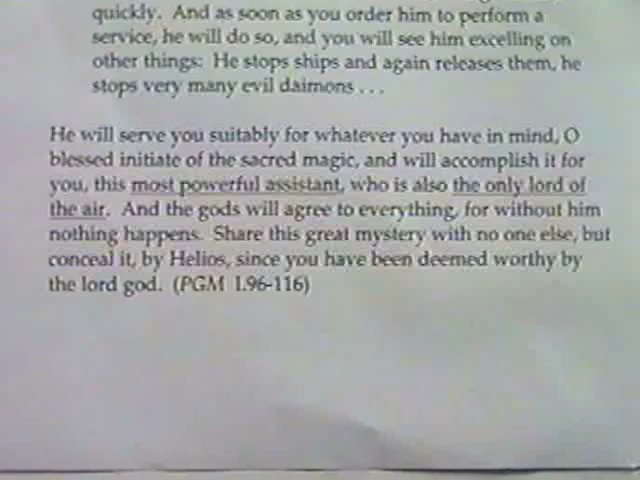 quickly. And as soon as you order him to perform a
service, he will do so, and you will see him excelling on
other things: He stops ships and again releases them, he
stops very many evil daimons . . .
He will serve you suitably for whatever you have in mind, O
blessed initiate of the sacred magic, and will accomplish it for
you, this most powerful assistant, who is also the only lord of
the air. And the gods will agree to everything, for without him
nothing happens. Share this great mystery with no one else, but
conceal it, by Helios, since you have been deemed worthy by
the lord god. (PGM I.96-116)